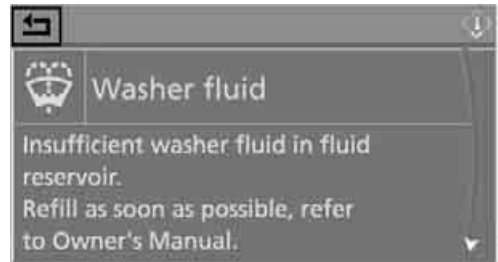 Washer fluid
Insufficient washer fluid in fluid
reservoir.
Refill as soon as possible, refer
to Owner's Manual.